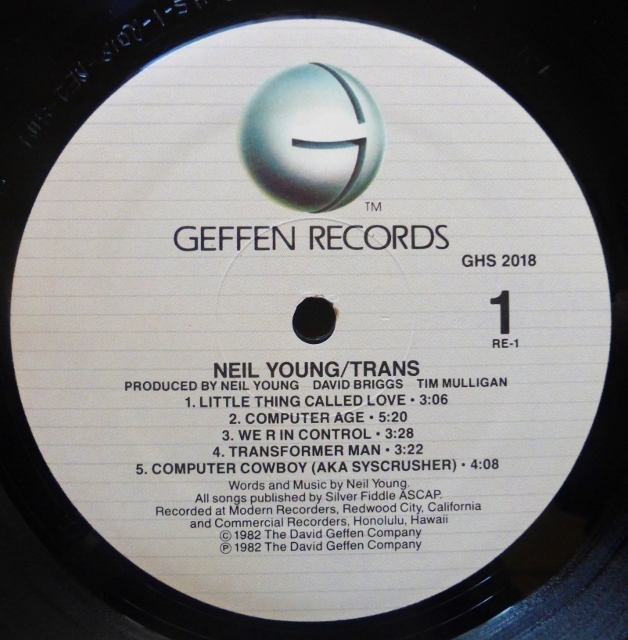 TM
GEFFEN RECORDS
GHS 2018
1
RE-1
NEIL YOUNG/TRANS
PRODUCED BY NEIL YOUNG DAVID BRIGGS TIM MULLIGAN
1. LITTLE THING CALLED LOVE • 3:06
2. COMPUTER AGE • 5:20
3. WE R IN CONTROL • 3:28
4. TRANSFORMER MAN • 3:22
5. COMPUTER COWBOY (AKA SYSCRUSHER) • 4:08
Words and Music by Neil Young.
All songs published by Silver Fiddle ASCAP.
Recorded at Modern Recorders, Redwood City, California
and Commercial Recorders, Honolulu, Hawaii
© 1982 The David Geffen Company
℗ 1982 The David Geffen Company